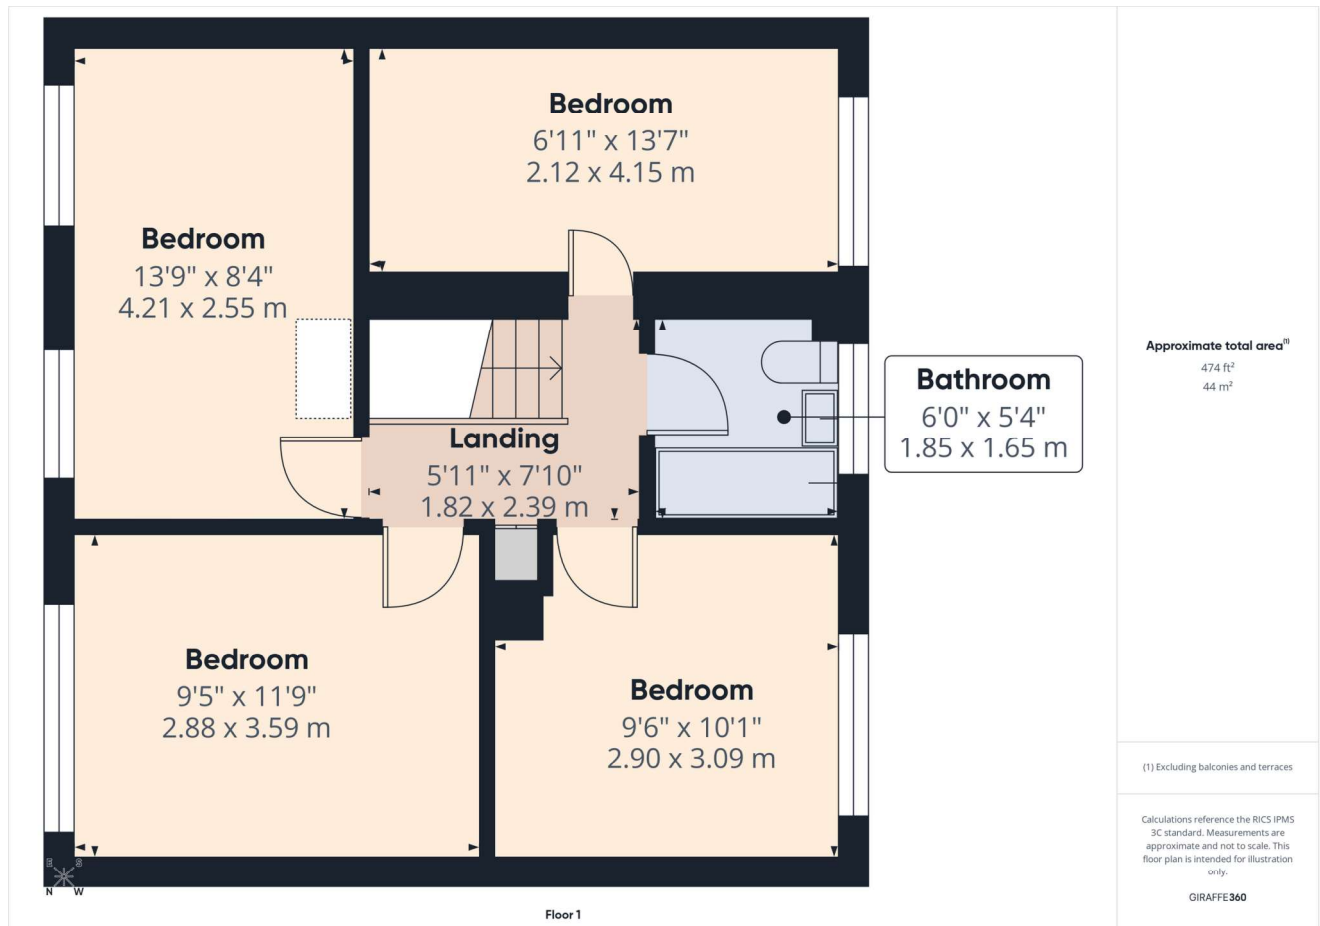 Bedroom
6'11" x 13'7"
2.12 x 4.15 m
Bedroom
13'9" x 8'4"
4.21 x 2.55 m
Bathroom
6'0" x 5'4"
1.85 x 1.65 m
Landing
5'11" x 7'10"
1.82 x 2.39 m
Bedroom
9'5" x 11'9"
2.88 x 3.59 m
Bedroom
9'6" x 10'1"
2.90 x 3.09 m
N W
Floor 1
Approximate total area⁽¹⁾
474 ft²
44 m²
(1) Excluding balconies and terraces
Calculations reference the RICS IPMS
3C standard. Measurements are
approximate and not to scale. This
floor plan is intended for illustration
only.
GIRAFFE360